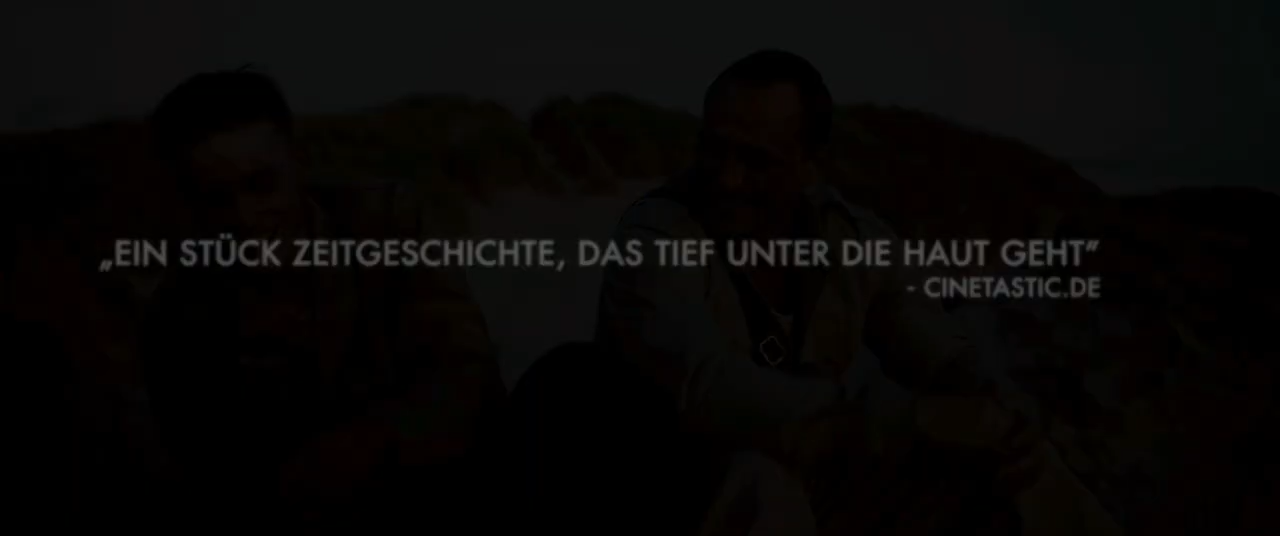 „EIN STÜCK ZEITGESCHICHTE, DAS TIEF UNTER DIE HAUT GEHT”
- CINETASTIC.DE